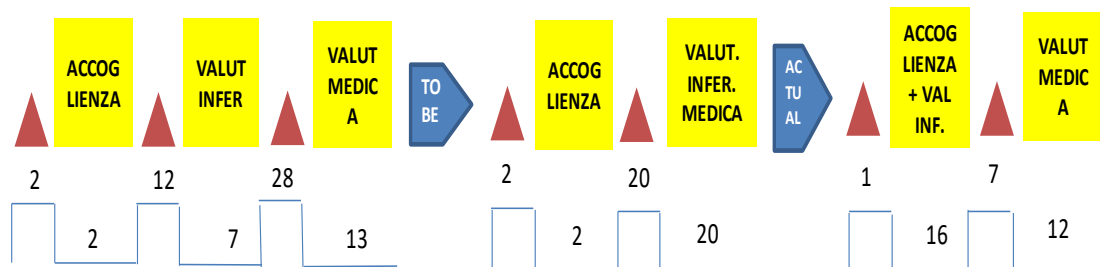 ACCOG
LIENZA
VALUT
INFER
VALUT
MEDIC
A
TO
BE
ACCOG
LIENZA
VALUT.
INFER.
MEDICA
AC
TU
AL
ACCOG
LIENZA
+ VAL
INF.
VALUT
MEDIC
A
2 12 28 2 20 1 7
2 7 13 2 20 16 12